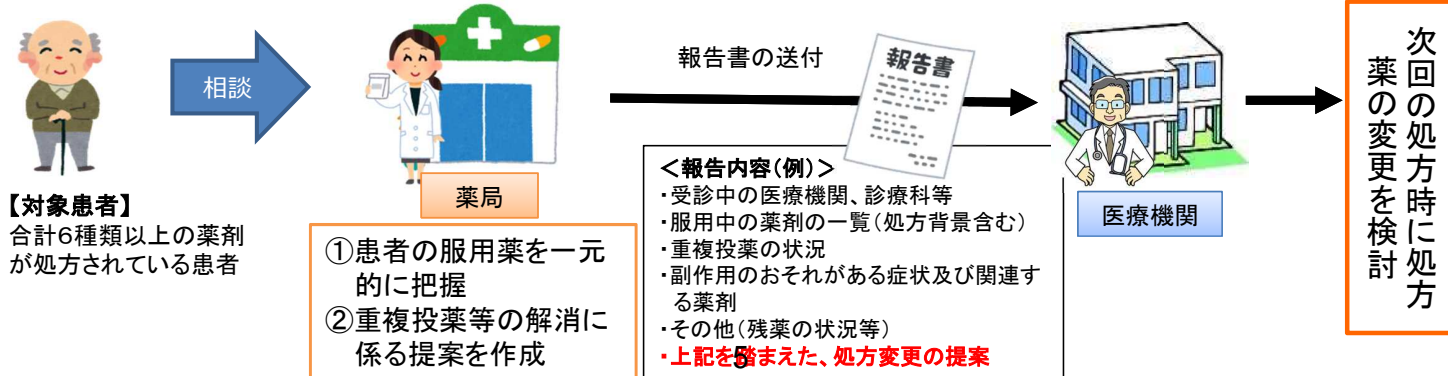 相談
【対象患者】
合計6種類以上の薬剤
が処方されている患者
薬局
①患者の服用薬を一元
的に把握
②重複投薬等の解消に
係る提案を作成
報告書の送付
報告書
<報告内容(例)>
・受診中の医療機関、診療科等
・服用中の薬剤の一覧(処方背景含む)
・重複投薬の状況
・副作用のおそれがある症状及び関連す
る薬剤
・その他(残薬の状況等)
・上記を踏まえた、処方変更の提案
5
医療機関
次回の処方時に処方
薬の変更を検討